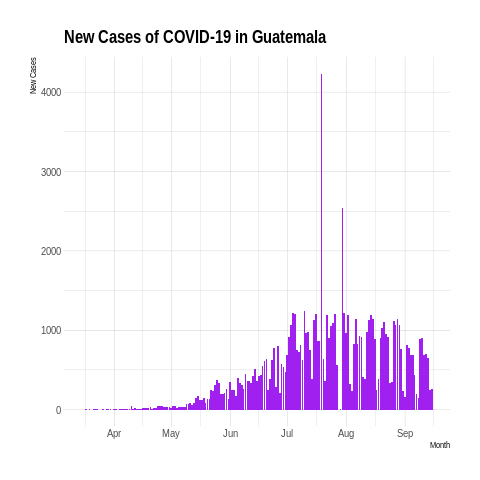 New Cases of COVID-19 in Guatemala
New Cases
4000
3000
2000
1000
0
Apr May Jun Jul Aug Sep
Month